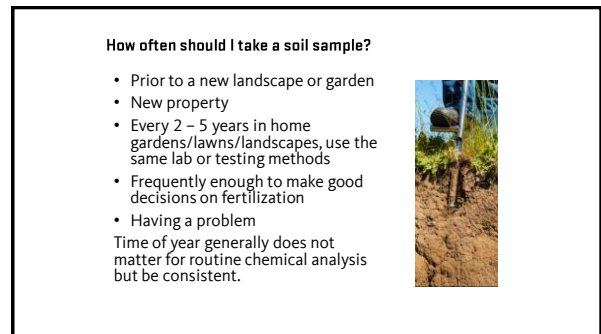 How often should I take a soil sample?
• Prior to a new landscape or garden
• New property
• Every 2 – 5 years in home
gardens/lawns/landscapes, use the
same lab or testing methods
• Frequently enough to make good
decisions on fertilization
• Having a problem
Time of year generally does not
matter for routine chemical analysis
but be consistent.